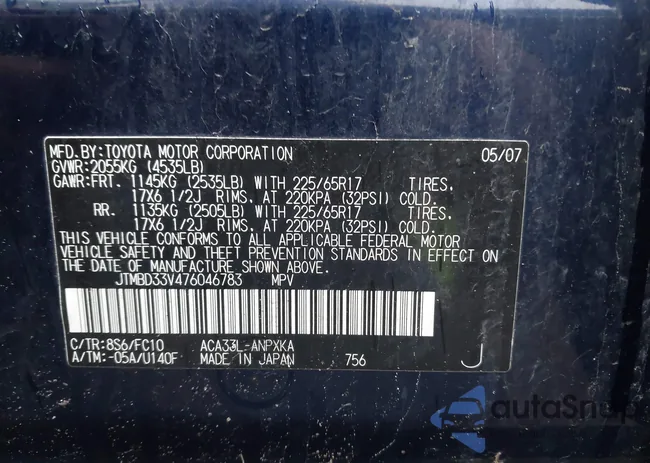 MFD.BY:TOYOTA MOTOR CORPORATION 05/07
GVWR:2055KG (4535LB)
GAWR:FRT. 1145KG (2535LB) WITH 225/65R17 TIRES,
17X6 1/2J RIMS, AT 220KPA (32PSI) COLD.
RR. 1135KG (2505LB) WITH 225/65R17 TIRES,
17X6 1/2J RIMS, AT 220KPA (32PSI) COLD.
THIS VEHICLE CONFORMS TO ALL APPLICABLE FEDERAL MOTOR
VEHICLE SAFETY AND THEFT PREVENTION STANDARDS IN EFFECT ON
THE DATE OF MANUFACTURE SHOWN ABOVE.
JTMBD33V476046783 MPV
C/TR:8S6/FC10 ACA33L-ANPXKA
A/TM:-05A/U140F MADE IN JAPAN 756 J
autoSnap